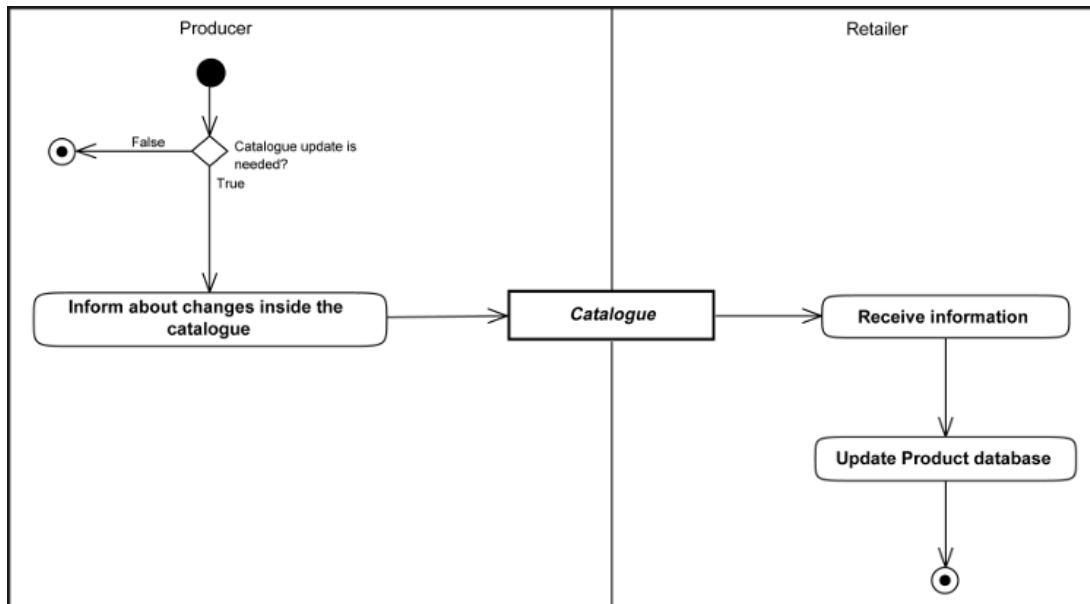 Producer
Retailer
False
Catalogue update is
needed?
True
Inform about changes inside the
catalogue
Catalogue
Receive information
Update Product database